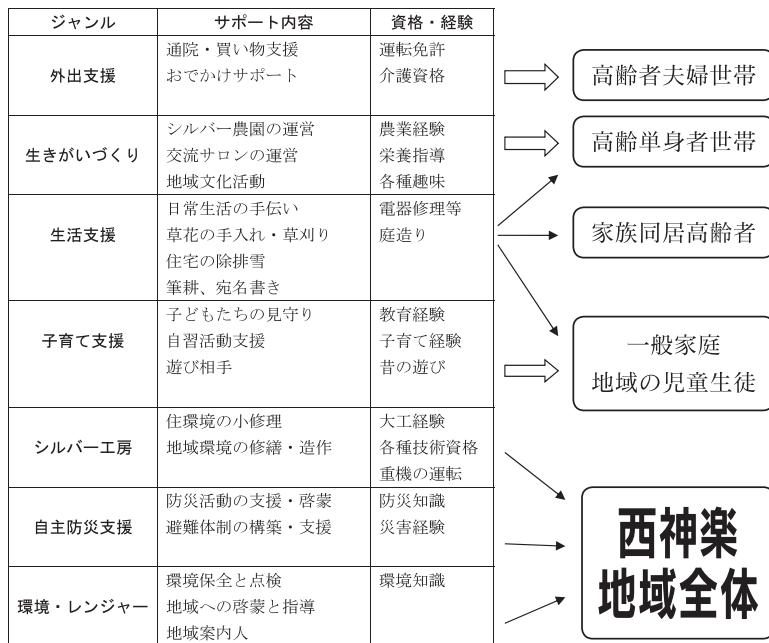 ジャンル サポート内容 資格・経験
外出支援
通院・買い物支援
おでかけサポート
運転免許
介護資格
生きがいづくり
シルバー農園の運営
交流サロンの運営
地域文化活動
農業経験
栄養指導
各種趣味
生活支援
日常生活の手伝い
草花の手入れ・草刈り
住宅の除排雪
筆耕、宛名書き
電器修理等
庭造り
子育て支援
子どもたちの見守り
自習活動支援
遊び相手
教育経験
子育て経験
昔の遊び
シルバー工房
住環境の小修理
地域環境の修繕・造作
大工経験
各種技術資格
重機の運転
自主防災支援
防災活動の支援・啓蒙
避難体制の構築・支援
防災知識
災害経験
環境・レンジャー
環境保全と点検
地域への啓蒙と指導
地域案内人
環境知識
高齢者夫婦世帯
高齢単身者世帯
家族同居高齢者
一般家庭
地域の児童生徒
西神楽
地域全体